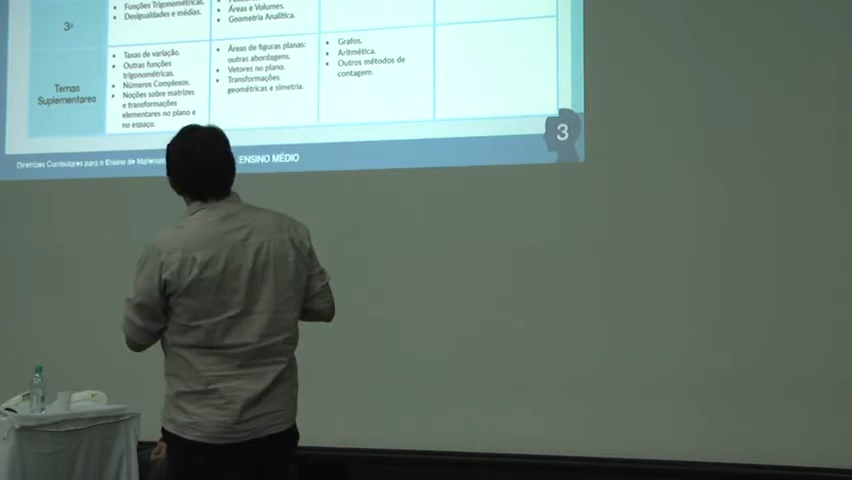 Funções Trigonométricas.
Desigualdades e médias.
Áreas e Volumes.
Geometria Analítica.
3º
Temas
Suplementares
Taxas de variação.
Outras funções
trigonométricas.
Números Complexos.
Noções sobre matrizes
e transformações
elementares no plano e
no espaço.
Áreas de figuras planas:
outras abordagens.
Vetores no plano.
Transformações
geométricas e simetria.
Grafos.
Aritmética.
Outros métodos de
contagem.
Diretrizes Curriculares para o Ensino de
ENSINO MÉDIO
3